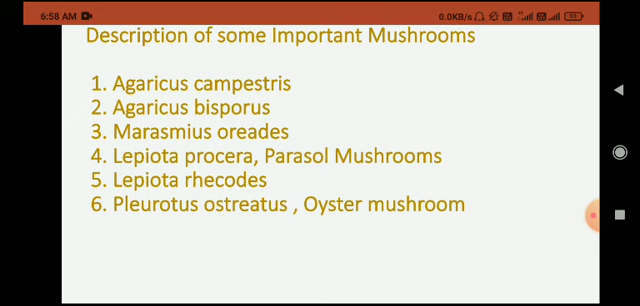 6:58 AM
0.0KB/s
Description of some Important Mushrooms
1. Agaricus campestris
2. Agaricus bisporus
3. Marasmius oreades
4. Lepiota procera, Parasol Mushrooms
5. Lepiota rhecodes
6. Pleurotus ostreatus , Oyster mushroom